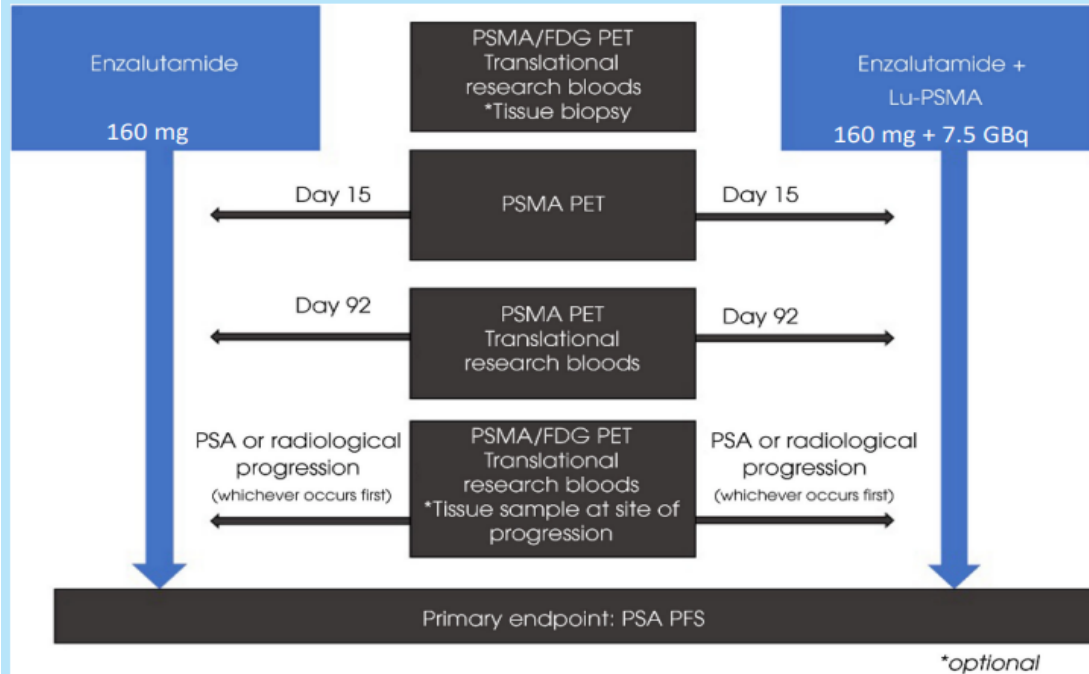 Enzalutamide
160 mg
PSMA/FDG PET
Translational
research bloods
*Tissue biopsy
Enzalutamide +
Lu-PSMA
160 mg + 7.5 GBq
Day 15
PSMA PET
Day 15
Day 92
PSMA PET
Translational
research bloods
Day 92
PSA or radiological
progression
(whichever occurs first)
PSMA/FDG PET
Translational
research bloods
*Tissue sample at site of
progression
PSA or radiological
progression
(whichever occurs first)
Primary endpoint: PSA PFS
*optional